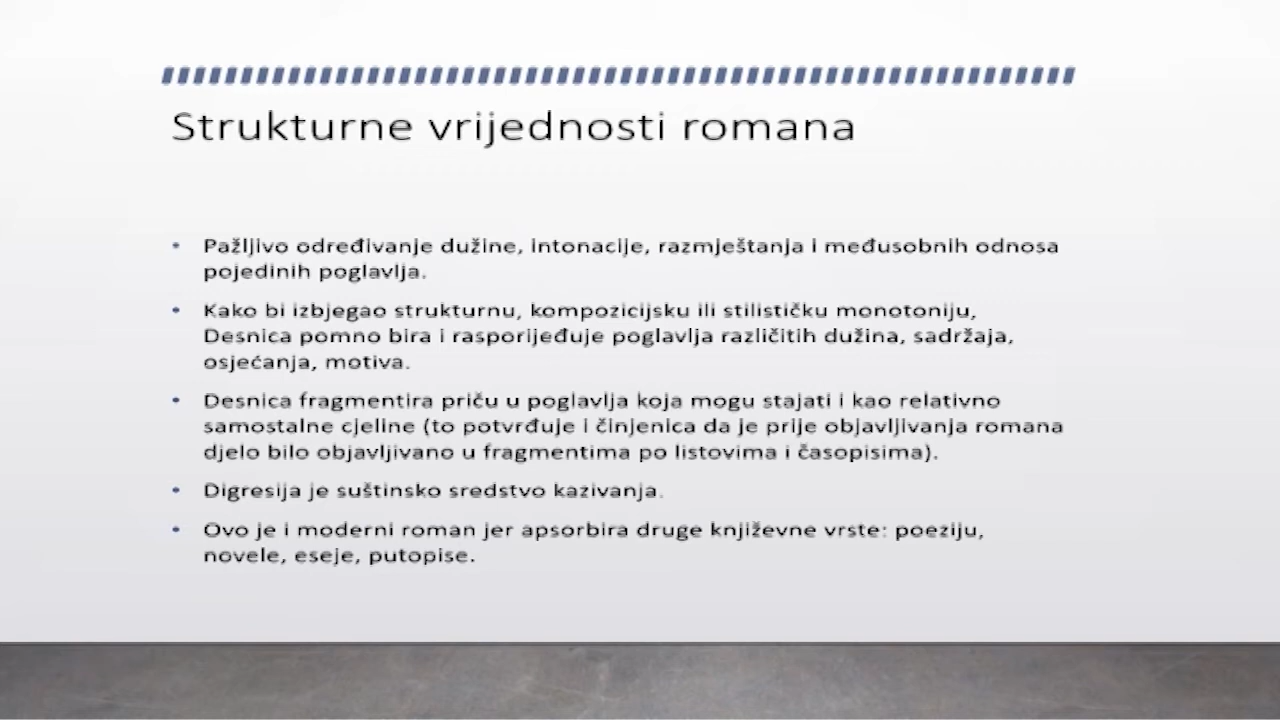 Strukturne vrijednosti romana
• Pažljivo određivanje dužine, intonacije, razmještanja i međusobnih odnosa
pojedinih poglavlja.
• Kako bi izbjegao strukturnu, kompozicijsku ili stilističku monotoniju,
Desnica pomno bira i rasporijeđuje poglavlja različitih dužina, sadržaja,
osjećanja, motiva.
• Desnica fragmentira priču u poglavlja koja mogu stajati i kao relativno
samostalne cjeline (to potvrđuje i činjenica da je prije objavljivanja romana
djelo bilo objavljivano u fragmentima po listovima i časopisima).
• Digresija je suštinsko sredstvo kazivanja.
• Ovo je i moderni roman jer apsorbira druge književne vrste: poeziju,
novele, eseje, putopise.